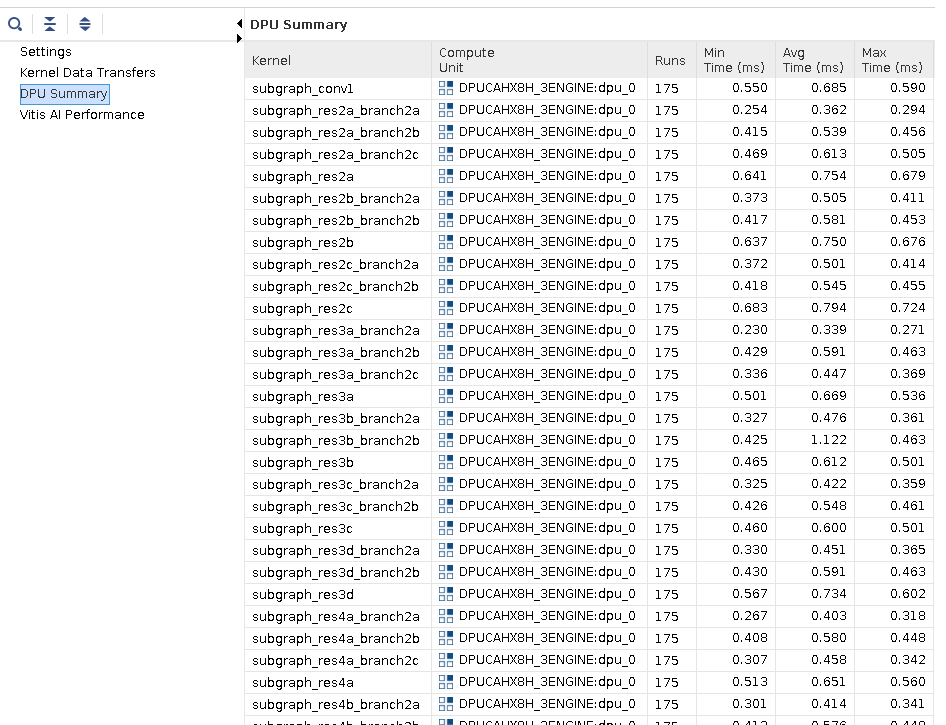 DPU Summary
Settings
Kernel Data Transfers
DPU Summary
Vitis AI Performance
Kernel Compute Unit Runs Min Time (ms) Avg Time (ms) Max Time (ms)
subgraph_conv1 DPUCAHX8H_3ENGINE:dpu_0 175 0.550 0.685 0.590
subgraph_res2a_branch2a DPUCAHX8H_3ENGINE:dpu_0 175 0.254 0.362 0.294
subgraph_res2a_branch2b DPUCAHX8H_3ENGINE:dpu_0 175 0.415 0.539 0.456
subgraph_res2a_branch2c DPUCAHX8H_3ENGINE:dpu_0 175 0.469 0.613 0.505
subgraph_res2a DPUCAHX8H_3ENGINE:dpu_0 175 0.641 0.754 0.679
subgraph_res2b_branch2a DPUCAHX8H_3ENGINE:dpu_0 175 0.373 0.505 0.411
subgraph_res2b_branch2b DPUCAHX8H_3ENGINE:dpu_0 175 0.417 0.581 0.453
subgraph_res2b DPUCAHX8H_3ENGINE:dpu_0 175 0.637 0.750 0.676
subgraph_res2c_branch2a DPUCAHX8H_3ENGINE:dpu_0 175 0.372 0.501 0.414
subgraph_res2c_branch2b DPUCAHX8H_3ENGINE:dpu_0 175 0.418 0.545 0.455
subgraph_res2c DPUCAHX8H_3ENGINE:dpu_0 175 0.683 0.794 0.724
subgraph_res3a_branch2a DPUCAHX8H_3ENGINE:dpu_0 175 0.230 0.339 0.271
subgraph_res3a_branch2b DPUCAHX8H_3ENGINE:dpu_0 175 0.429 0.591 0.463
subgraph_res3a_branch2c DPUCAHX8H_3ENGINE:dpu_0 175 0.336 0.447 0.369
subgraph_res3a DPUCAHX8H_3ENGINE:dpu_0 175 0.501 0.669 0.536
subgraph_res3b_branch2a DPUCAHX8H_3ENGINE:dpu_0 175 0.327 0.476 0.361
subgraph_res3b_branch2b DPUCAHX8H_3ENGINE:dpu_0 175 0.425 1.122 0.463
subgraph_res3b DPUCAHX8H_3ENGINE:dpu_0 175 0.465 0.612 0.501
subgraph_res3c_branch2a DPUCAHX8H_3ENGINE:dpu_0 175 0.325 0.422 0.359
subgraph_res3c_branch2b DPUCAHX8H_3ENGINE:dpu_0 175 0.426 0.548 0.461
subgraph_res3c DPUCAHX8H_3ENGINE:dpu_0 175 0.460 0.600 0.501
subgraph_res3d_branch2a DPUCAHX8H_3ENGINE:dpu_0 175 0.330 0.451 0.365
subgraph_res3d_branch2b DPUCAHX8H_3ENGINE:dpu_0 175 0.430 0.591 0.463
subgraph_res3d DPUCAHX8H_3ENGINE:dpu_0 175 0.567 0.734 0.602
subgraph_res4a_branch2a DPUCAHX8H_3ENGINE:dpu_0 175 0.267 0.403 0.318
subgraph_res4a_branch2b DPUCAHX8H_3ENGINE:dpu_0 175 0.408 0.580 0.448
subgraph_res4a_branch2c DPUCAHX8H_3ENGINE:dpu_0 175 0.307 0.458 0.342
subgraph_res4a DPUCAHX8H_3ENGINE:dpu_0 175 0.513 0.651 0.560
subgraph_res4b_branch2a DPUCAHX8H_3ENGINE:dpu_0 175 0.301 0.414 0.341